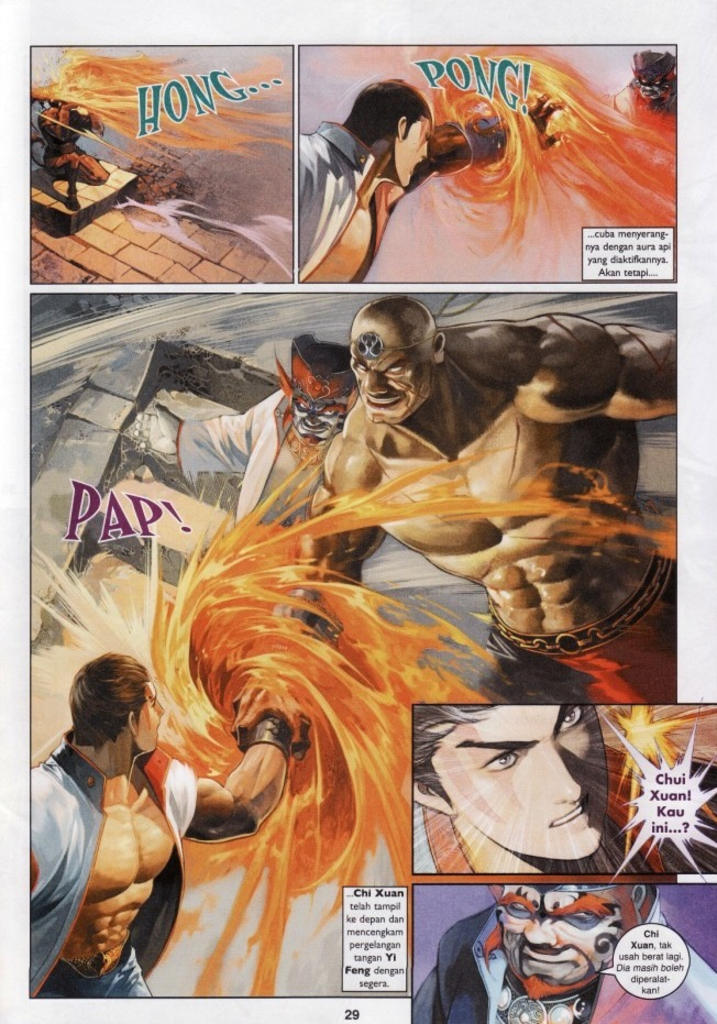 HONG...
PONG!
...cuba menyerang-
nya dengan aura api
yang diaktifkannya.
Akan tetapi....
PAP!
Chui
Xuan!
Kau
ini...?
...Chi Xuan
telah tampil
ke depan dan
mencengkam
pergelangan
tangan Yi
Feng dengan
segera.
Chi
Xuan, tak
usah berat lagi.
Dia masih boleh
diperalat-
kan!
29